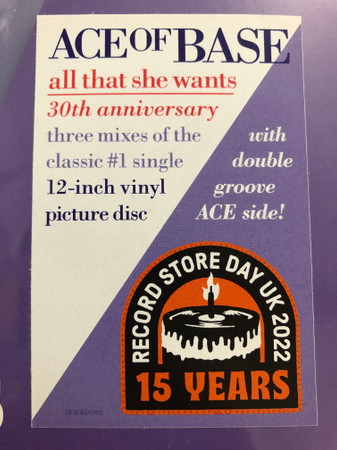 ACE OF BASE
all that she wants
30th anniversary
three mixes of the
classic #1 single
12-inch vinyl
picture disc
with
double
groove
ACE side!
RECORD STORE DAY UK 2022
15 YEARS